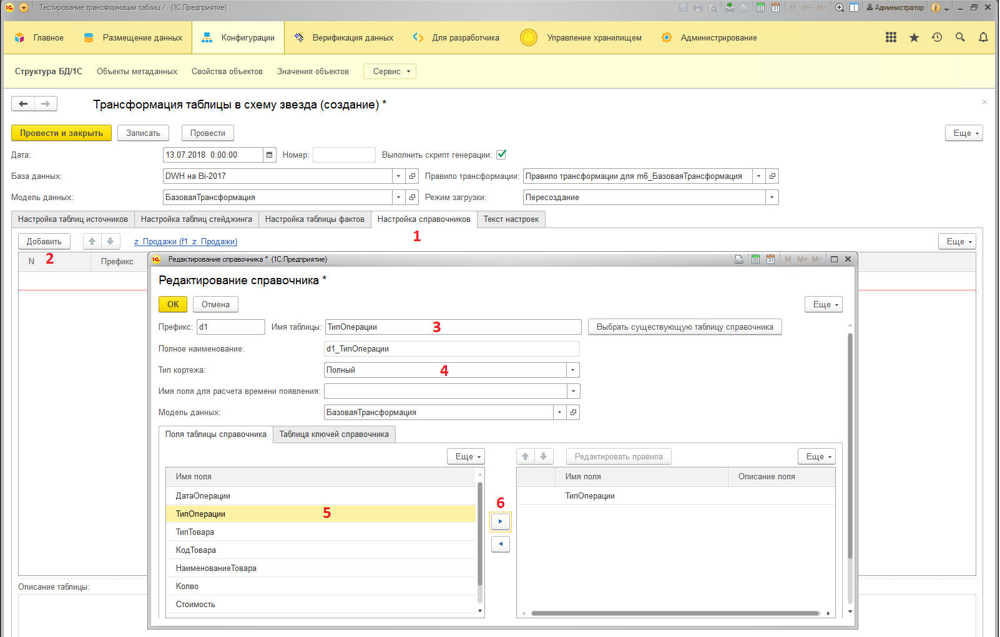 Тестирование трансформации таблиц / (1С:Предприятие)
M M+ M- Администратор
Главное Размещение данных Конфигурации Верификация данных Для разработчика Управление хранилищем Администрирование
Структура БД/1С Объекты метаданных Свойства объектов Значения объектов Сервис
Трансформация таблицы в схему звезда (создание) *
Провести и закрыть Записать Провести Еще
Дата: 13.07.2018 0:00:00 Номер: Выполнить скрипт генерации:
База данных: DWH на Bi-2017 Правило трансформации: Правило трансформации для m6_БазоваяТрансформация
Модель данных: БазоваяТрансформация Режим загрузки: Пересоздание
Настройка таблиц источников Настройка таблиц стейджинга Настройка таблицы фактов Настройка справочников Текст настроек
1
Добавить z_Продажи (f1_z_Продажи) Еще
N 2 Префикс
Редактирование справочника * (1С:Предприятие) 31 M M+ M-
Редактирование справочника *
ОК Отмена Еще
Префикс: d1 Имя таблицы: ТипОперации 3 Выбрать существующую таблицу справочника
Полное наименование: d1_ТипОперации
Тип кортежа: Полный 4
Имя поля для расчета времени появления:
Модель данных: БазоваяТрансформация
Поля таблицы справочника Таблица ключей справочника
Еще Редактировать правила Еще
Имя поля Имя поля Описание поля
ДатаОперации ТипОперации
6
ТипОперации 5
ТипТовара
КодТовара
НаименованиеТовара
Колво
Стоимость
Описание таблицы: